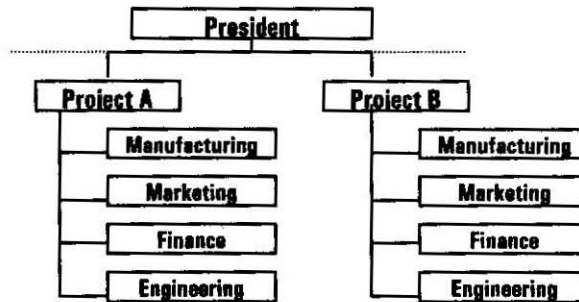 President
Project A
Project B
Manufacturing
Marketing
Finance
Engineering
Manufacturing
Marketing
Finance
Engineering